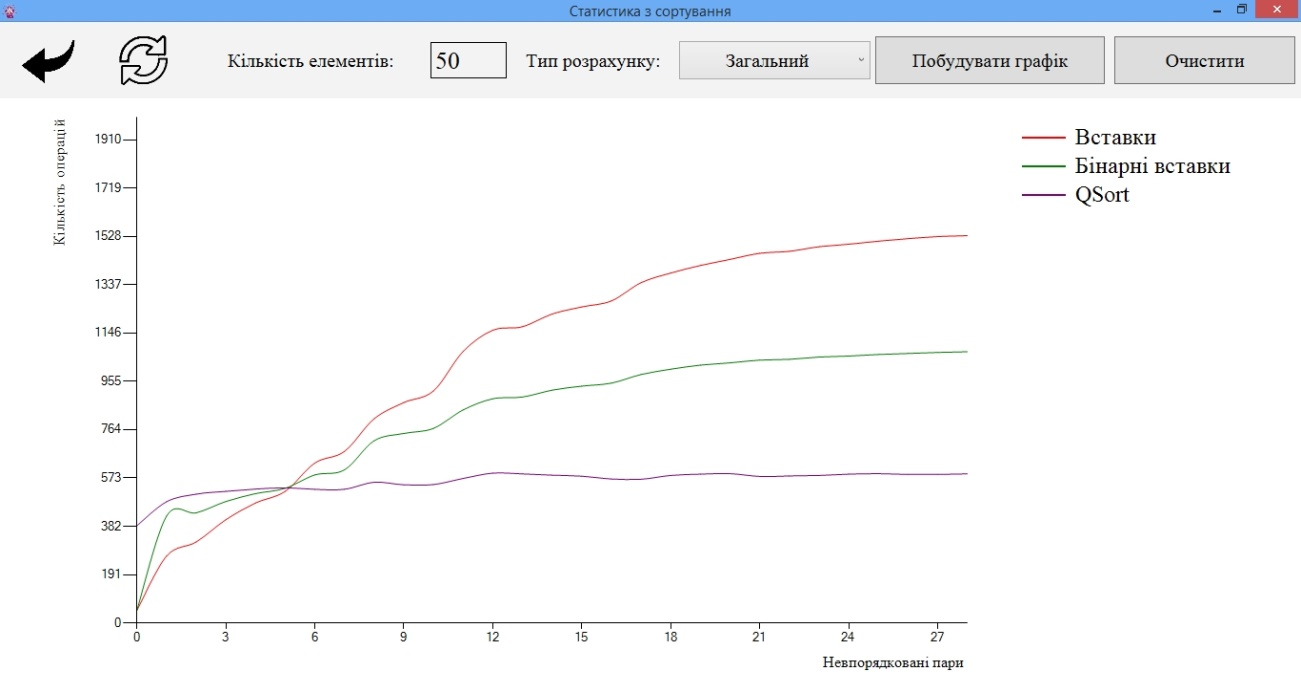 Статистика з сортування
Кількість елементів: 50 Тип розрахунку: Загальний Побудувати графік Очистити
Кількість операцій
1910
1719
1528
1337
1146
955
764
573
382
191
0
0 3 6 9 12 15 18 21 24 27
Невпорядковані пари
Вставки
Бінарні вставки
QSort